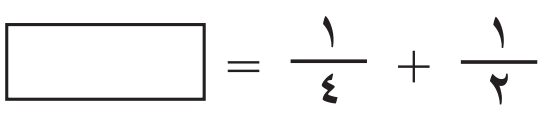 ١/٢ + ١/٤ =